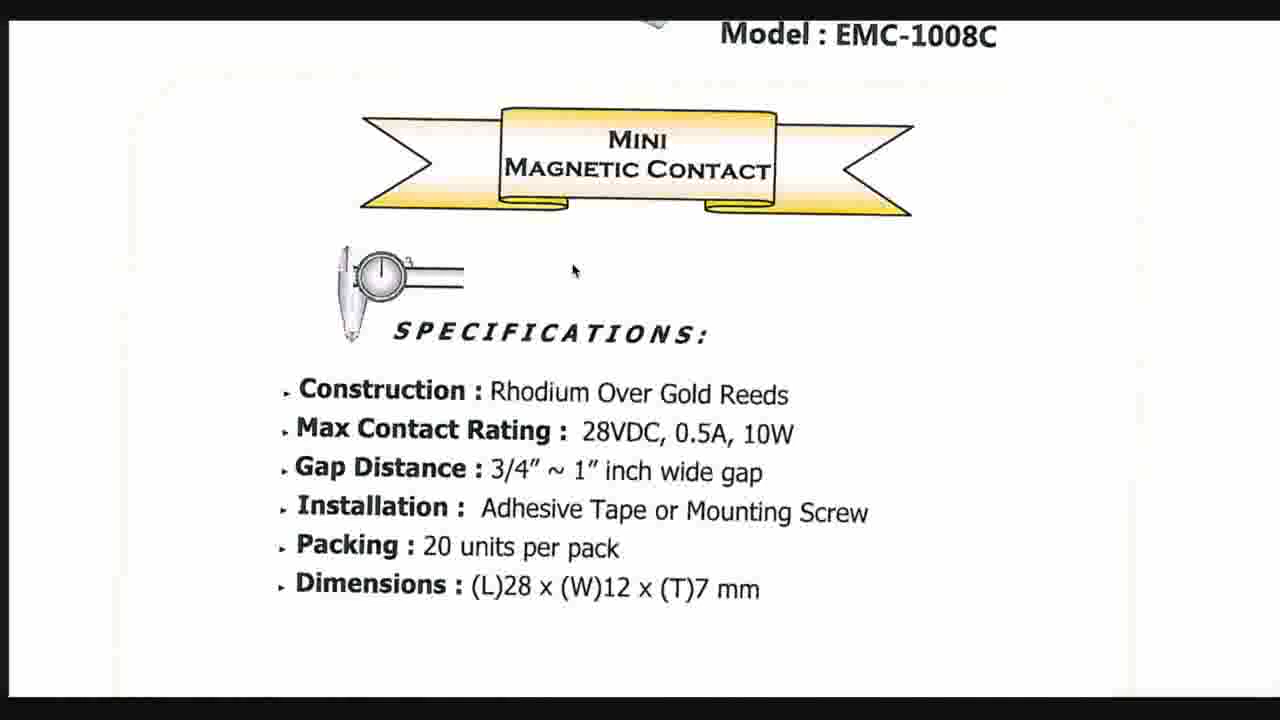 Model : EMC-1008C
MINI
MAGNETIC CONTACT
SPECIFICATIONS:
Construction : Rhodium Over Gold Reeds
Max Contact Rating : 28VDC, 0.5A, 10W
Gap Distance : 3/4" ~ 1" inch wide gap
Installation : Adhesive Tape or Mounting Screw
Packing : 20 units per pack
Dimensions : (L)28 x (W)12 x (T)7 mm